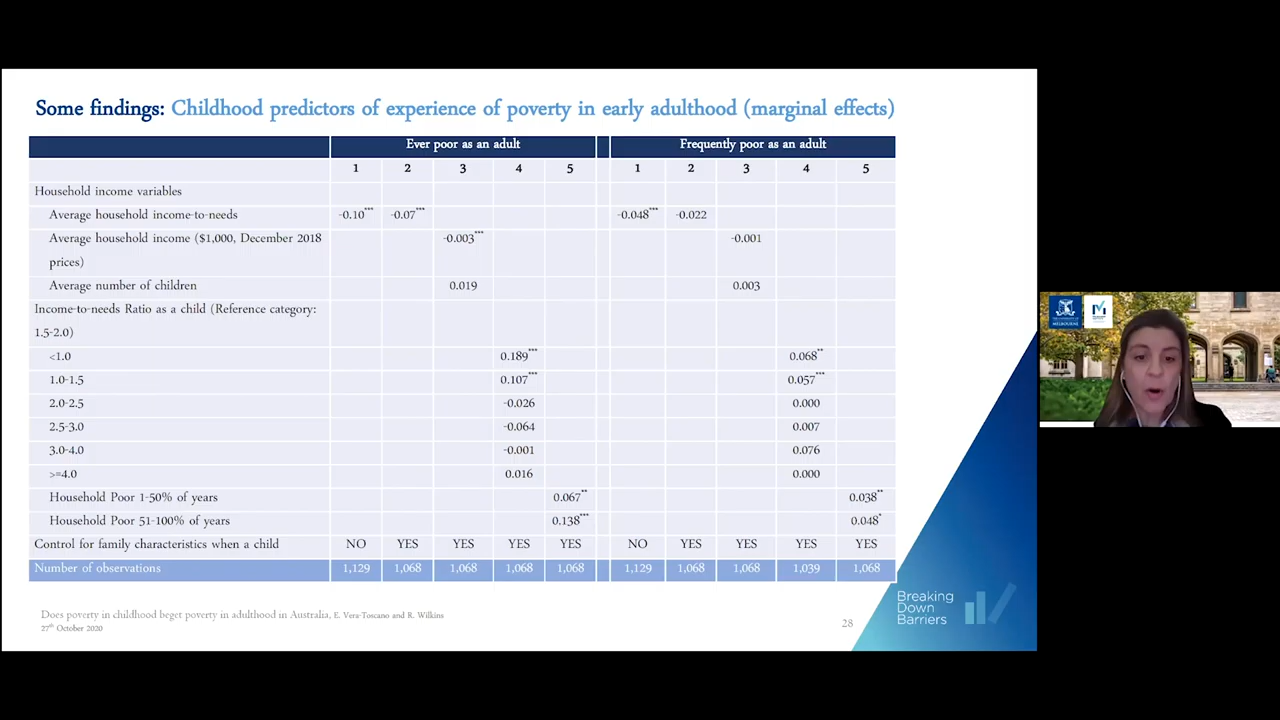 Some findings: Childhood predictors of experience of poverty in early adulthood (marginal effects)
Ever poor as an adult Frequently poor as an adult
1 2 3 4 5 1 2 3 4 5
Household income variables
Average household income-to-needs -0.10*** -0.07*** -0.048*** -0.022
Average household income ($1,000, December 2018 prices) -0.003*** -0.001
Average number of children 0.019 0.003
Income-to-needs Ratio as a child (Reference category: 1.5-2.0)
<1.0 0.189*** 0.068**
1.0-1.5 0.107*** 0.057***
2.0-2.5 -0.026 0.000
2.5-3.0 -0.064 0.007
3.0-4.0 -0.001 0.076
>=4.0 0.016 0.000
Household Poor 1-50% of years 0.067** 0.038**
Household Poor 51-100% of years 0.138*** 0.048*
Control for family characteristics when a child NO YES YES YES YES NO YES YES YES YES
Number of observations 1,129 1,068 1,068 1,068 1,068 1,129 1,068 1,068 1,039 1,068
Does poverty in childhood beget poverty in adulthood in Australia, E. Vera-Toscano and R. Wilkins
27th October 2020
28
Breaking
Down
Barriers
MELBOURNE